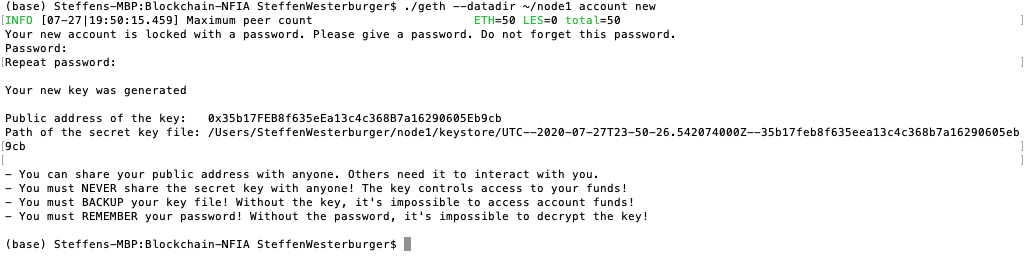 (base) Steffens-MBP:Blockchain-NFIA SteffenWesterburger$ ./geth --datadir ~/node1 account new
[INFO [07-27|19:50:15.459] Maximum peer count                       ETH=50 LES=0 total=50 ]
Your new account is locked with a password. Please give a password. Do not forget this password.
Password:
[Repeat password: ]
Your new key was generated
Public address of the key:   0x35b17FEB8f635eEa13c4c368B7a16290605Eb9cb
Path of the secret key file: /Users/SteffenWesterburger/node1/keystore/UTC--2020-07-27T23-50-26.542074000Z--35b17feb8f635eea13c4c368b7a16290605eb
[9cb ]
[ ]
- You can share your public address with anyone. Others need it to interact with you.
- You must NEVER share the secret key with anyone! The key controls access to your funds!
- You must BACKUP your key file! Without the key, it's impossible to access account funds!
- You must REMEMBER your password! Without the password, it's impossible to decrypt the key!
(base) Steffens-MBP:Blockchain-NFIA SteffenWesterburger$